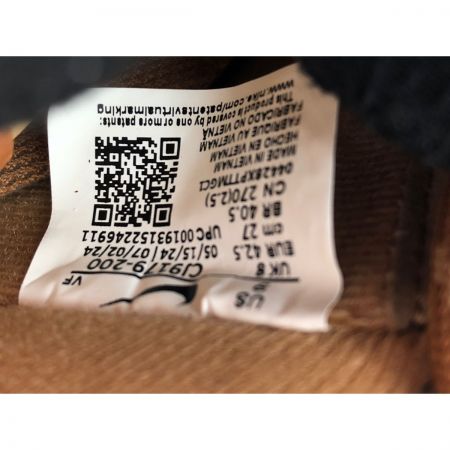 US
UK 8
EUR 42.5
cm 27
BR 40.5
CN 270(2.5)
MADE IN VIETNAM
HECHO EN VIETNAM
FABRIQUE AU VIETNAM
FABRICADO NO VIETNÃ
This product is covered by one or more patents:
www.nike.com/patentsvirtualmarking
VF
CI9179-200
05/15/24 | 07/02/24
UPC 00193152246911